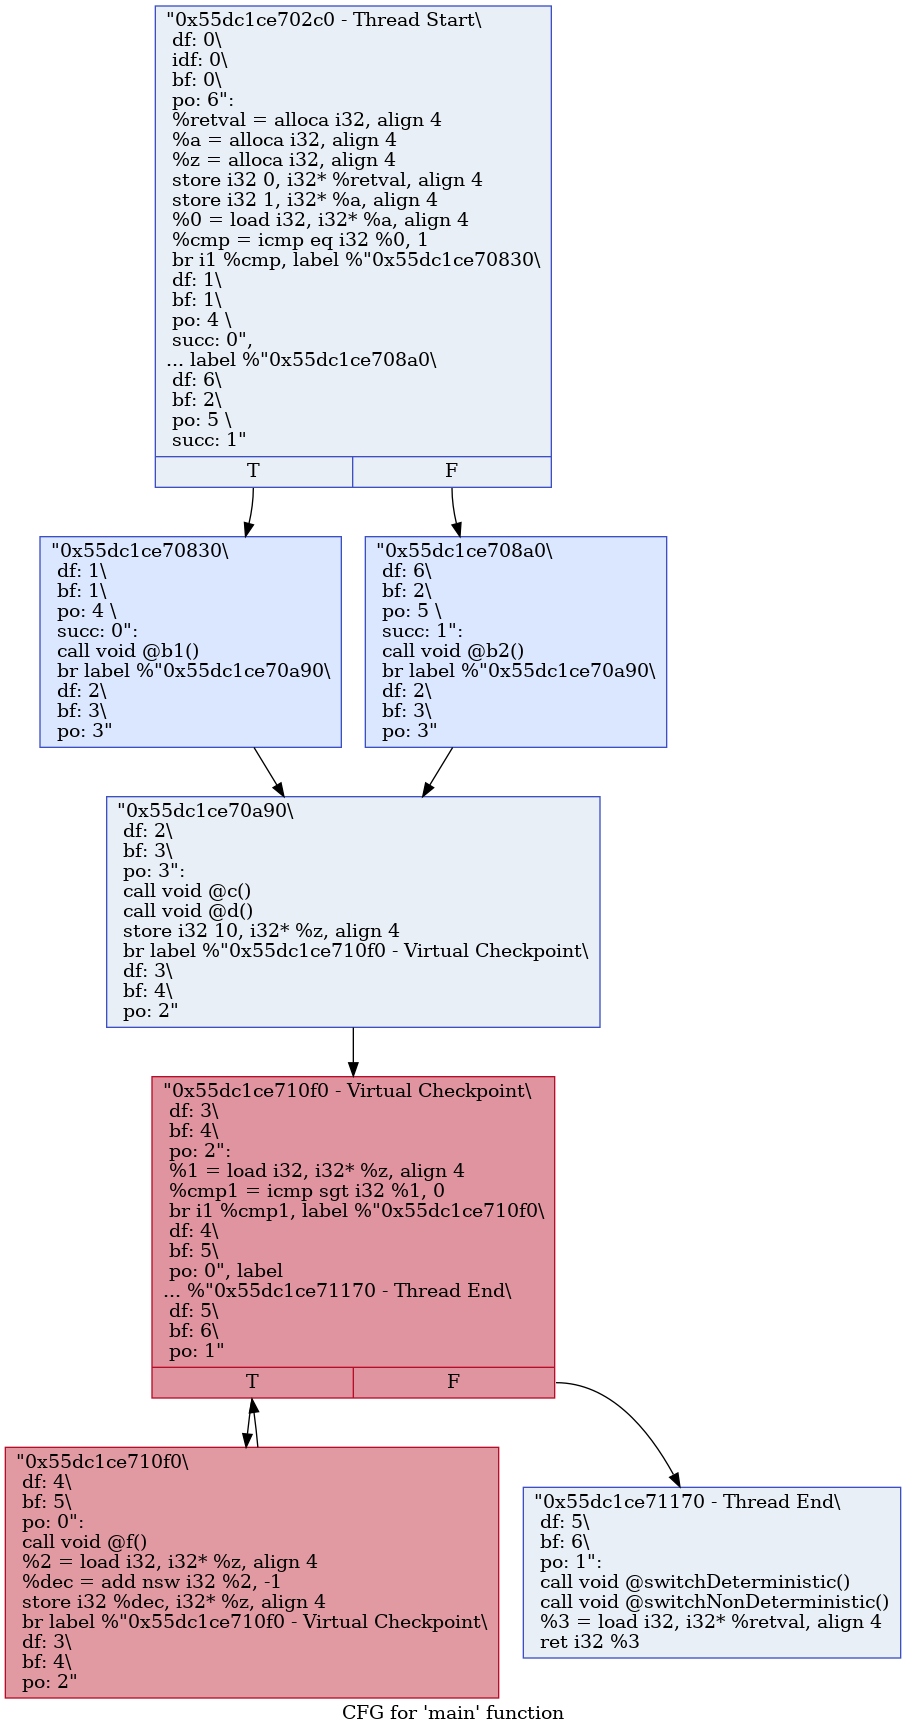 "0x55dc1ce702c0 - Thread Start\
df: 0\
idf: 0\
bf: 0\
po: 6":
%retval = alloca i32, align 4
%a = alloca i32, align 4
%z = alloca i32, align 4
store i32 0, i32* %retval, align 4
store i32 1, i32* %a, align 4
%0 = load i32, i32* %a, align 4
%cmp = icmp eq i32 %0, 1
br i1 %cmp, label %"0x55dc1ce70830\
df: 1\
bf: 1\
po: 4 \
succ: 0",
... label %"0x55dc1ce708a0\
df: 6\
bf: 2\
po: 5 \
succ: 1"
T F
"0x55dc1ce70830\
df: 1\
bf: 1\
po: 4 \
succ: 0":
call void @b1()
br label %"0x55dc1ce70a90\
df: 2\
bf: 3\
po: 3"
"0x55dc1ce708a0\
df: 6\
bf: 2\
po: 5 \
succ: 1":
call void @b2()
br label %"0x55dc1ce70a90\
df: 2\
bf: 3\
po: 3"
"0x55dc1ce70a90\
df: 2\
bf: 3\
po: 3":
call void @c()
call void @d()
store i32 10, i32* %z, align 4
br label %"0x55dc1ce710f0 - Virtual Checkpoint\
df: 3\
bf: 4\
po: 2"
"0x55dc1ce710f0 - Virtual Checkpoint\
df: 3\
bf: 4\
po: 2":
%1 = load i32, i32* %z, align 4
%cmp1 = icmp sgt i32 %1, 0
br i1 %cmp1, label %"0x55dc1ce710f0\
df: 4\
bf: 5\
po: 0", label
... %"0x55dc1ce71170 - Thread End\
df: 5\
bf: 6\
po: 1"
T F
"0x55dc1ce710f0\
df: 4\
bf: 5\
po: 0":
call void @f()
%2 = load i32, i32* %z, align 4
%dec = add nsw i32 %2, -1
store i32 %dec, i32* %z, align 4
br label %"0x55dc1ce710f0 - Virtual Checkpoint\
df: 3\
bf: 4\
po: 2"
"0x55dc1ce71170 - Thread End\
df: 5\
bf: 6\
po: 1":
call void @switchDeterministic()
call void @switchNonDeterministic()
%3 = load i32, i32* %retval, align 4
ret i32 %3
CFG for 'main' function